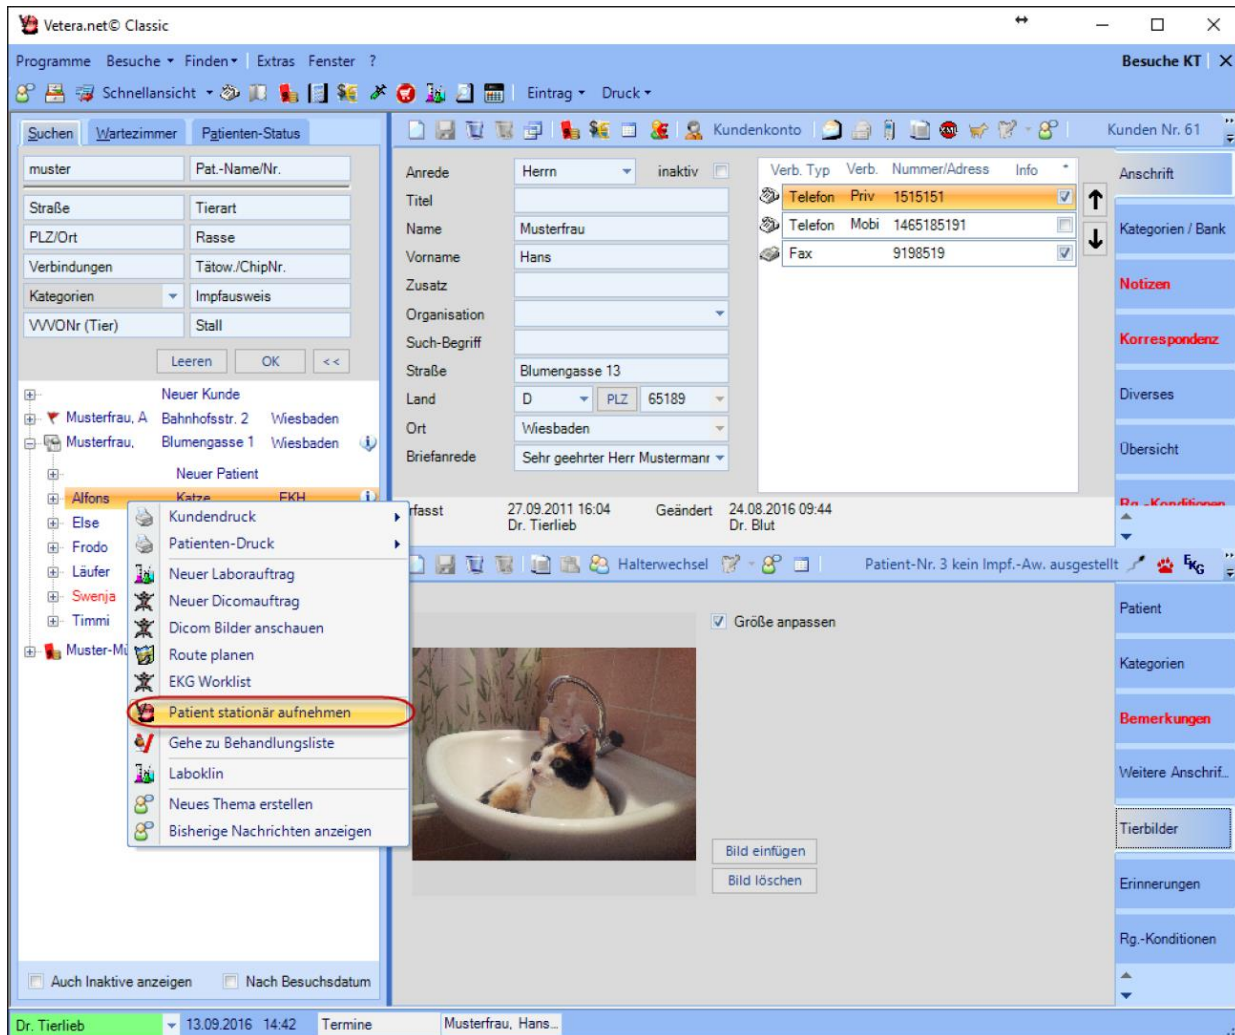 Vetera.net© Classic
Programme Besuche Finden Extras Fenster ? Besuche KT
Schnellansicht Eintrag Druck
Suchen Wartezimmer Patienten-Status
muster Pat.-Name/Nr.
Straße Tierart
PLZ/Ort Rasse
Verbindungen Tätow./ChipNr.
Kategorien Impfausweis
VVVONr (Tier) Stall
Leeren OK <<
Neuer Kunde
Musterfrau, A Bahnhofsstr. 2 Wiesbaden
Musterfrau, Blumengasse 1 Wiesbaden
Neuer Patient
Alfons Katze EKH
Else
Frodo
Läufer
Swenja
Timmi
Muster-Mü
Kundendruck
Patienten-Druck
Neuer Laborauftrag
Neuer Dicomauftrag
Dicom Bilder anschauen
Route planen
EKG Worklist
Patient stationär aufnehmen
Gehe zu Behandlungsliste
Laboklin
Neues Thema erstellen
Bisherige Nachrichten anzeigen
Auch Inaktive anzeigen Nach Besuchsdatum
Kundenkonto Kunden Nr. 61
Anrede Herrn inaktiv
Titel
Name Musterfrau
Vorname Hans
Zusatz
Organisation
Such-Begriff
Straße Blumengasse 13
Land D PLZ 65189
Ort Wiesbaden
Briefanrede Sehr geehrter Herr Mustermann
Verb. Typ Verb. Nummer/Adress Info *
Telefon Priv 1515151
Telefon Mobi 1465185191
Fax 9198519
rfasst 27.09.2011 16:04 Geändert 24.08.2016 09:44
Dr. Tierlieb Dr. Blut
Anschrift
Kategorien / Bank
Notizen
Korrespondenz
Diverses
Übersicht
Rg.-Konditionen
Halterwechsel Patient-Nr. 3 kein Impf.-Aw. ausgestellt EKG
Größe anpassen
Bild einfügen
Bild löschen
Patient
Kategorien
Bemerkungen
Weitere Anschrif...
Tierbilder
Erinnerungen
Rg.-Konditionen
Dr. Tierlieb 13.09.2016 14:42 Termine Musterfrau, Hans...